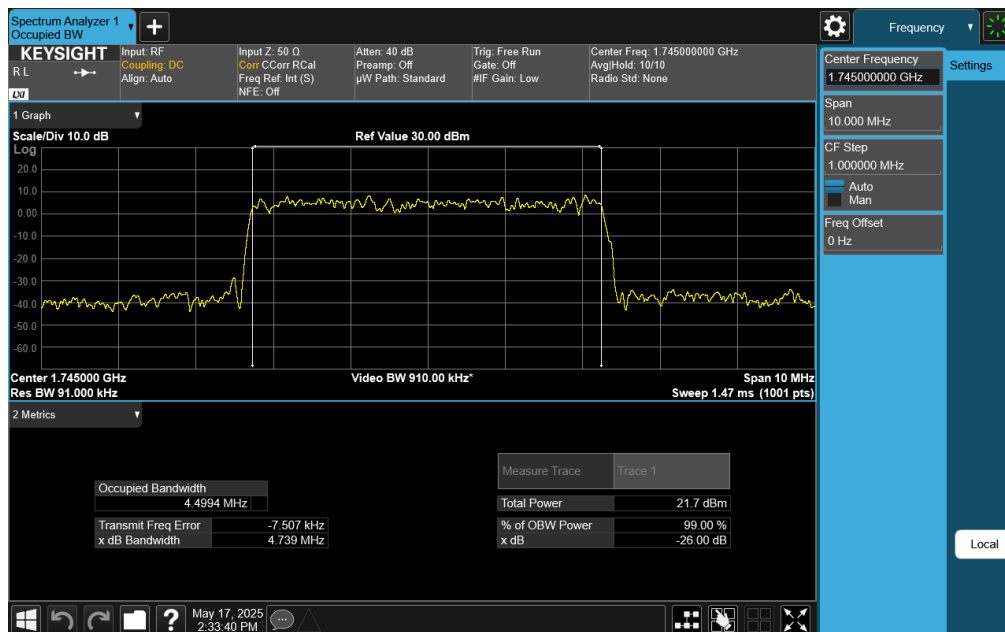 Spectrum Analyzer 1
Occupied BW
Frequency
KEYSIGHT
R L
LXI
Input: RF
Coupling: DC
Align: Auto
Input Z: 50 Ω
Corr CCorr RCal
Freq Ref: Int (S)
NFE: Off
Atten: 40 dB
Preamp: Off
µW Path: Standard
Trig: Free Run
Gate: Off
#IF Gain: Low
Center Freq: 1.745000000 GHz
Avg|Hold: 10/10
Radio Std: None
Center Frequency
1.745000000 GHz
Settings
Span
10.000 MHz
CF Step
1.000000 MHz
Auto
Man
Freq Offset
0 Hz
Local
1 Graph
Scale/Div 10.0 dB
Ref Value 30.00 dBm
Log
20.0
10.0
0.00
-10.0
-20.0
-30.0
-40.0
-50.0
-60.0
Center 1.745000 GHz
Video BW 910.00 kHz*
Span 10 MHz
Res BW 91.000 kHz
Sweep 1.47 ms (1001 pts)
2 Metrics
Measure Trace
Trace 1
Occupied Bandwidth
4.4994 MHz
Total Power
21.7 dBm
Transmit Freq Error
-7.507 kHz
% of OBW Power
99.00 %
x dB Bandwidth
4.739 MHz
x dB
-26.00 dB
May 17, 2025
2:33:40 PM